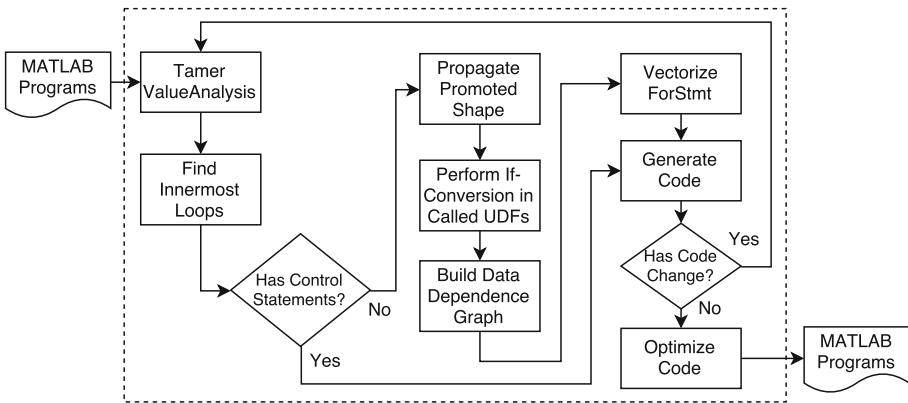 MATLAB
Programs
Tamer
ValueAnalysis
Find
Innermost
Loops
Has Control
Statements?
No
Yes
Propagate
Promoted
Shape
Perform If-
Conversion in
Called UDFs
Build Data
Dependence
Graph
Vectorize
ForStmt
Generate
Code
Has Code
Change?
Yes
No
Optimize
Code
MATLAB
Programs